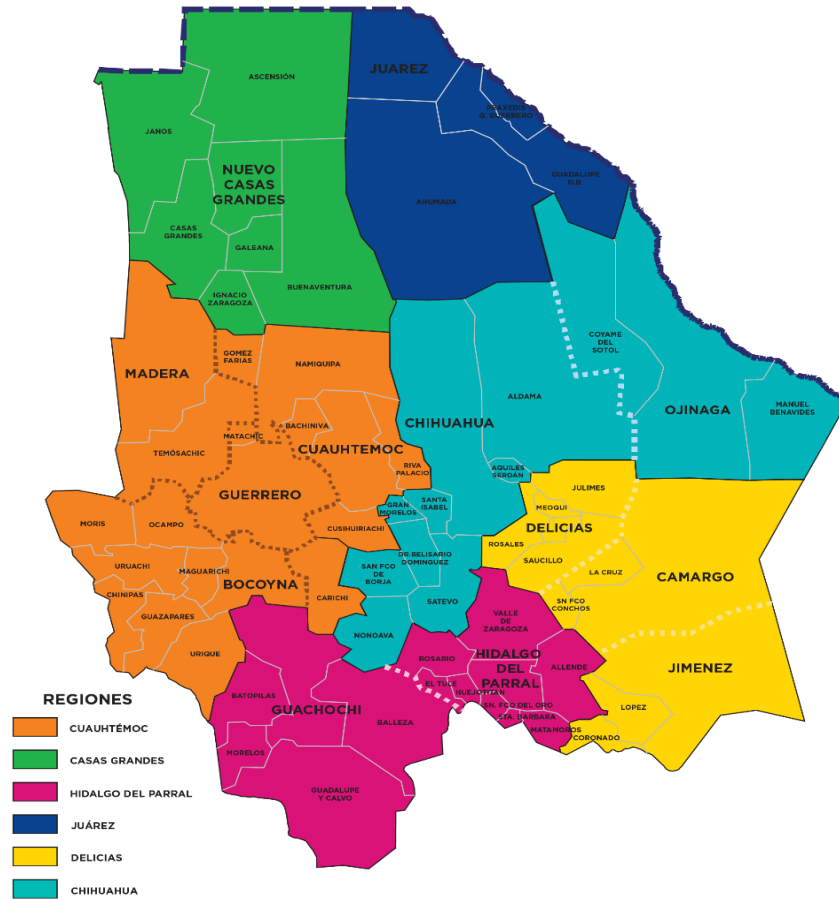 ASCENSIÓN
JUAREZ
PRAXEDIS
G. GUERRERO
JANOS
NUEVO
CASAS
GRANDES
GUADALUPE
D.B.
AHUMADA
CASAS
GRANDES
GALEANA
BUENAVENTURA
IGNACIO
ZARAGOZA
COYAME
DEL
SOTOL
GOMEZ
FARIAS
NAMIQUIPA
MADERA
ALDAMA
OJINAGA
MANUEL
BENAVIDES
CHIHUAHUA
BACHINIVA
MATACHIC
CUAUHTEMOC
TEMÓSACHIC
RIVA
PALACIO
AQUILES
SERDÁN
JULIMES
GUERRERO
SANTA
ISABEL
GRAN
MORELOS
MEOQUI
DELICIAS
MORIS
OCAMPO
CUSIHUIRIACHI
ROSALES
DR. BELISARIO
DOMINGUEZ
SAUCILLO
URUACHI
MAGUARICHI
SAN FCO
DE
BORJA
LA CRUZ
CAMARGO
BOCOYNA
CHINIPAS
CARICHI
SATEVO
SN FCO
CONCHOS
GUAZAPARES
VALLE
DE
ZARAGOZA
NONOAVA
URIQUE
ROSARIO
HIDALGO
DEL
PARRAL
ALLENDE
JIMENEZ
EL TULE
HUEJOTITAN
BATOPILAS
GUACHOCHI
SN. FCO DEL ORO
LOPEZ
STA. BARBARA
BALLEZA
MATAMOROS
CORONADO
MORELOS
GUADALUPE
Y CALVO
REGIONES
CUAUHTÉMOC
CASAS GRANDES
HIDALGO DEL PARRAL
JUÁREZ
DELICIAS
CHIHUAHUA